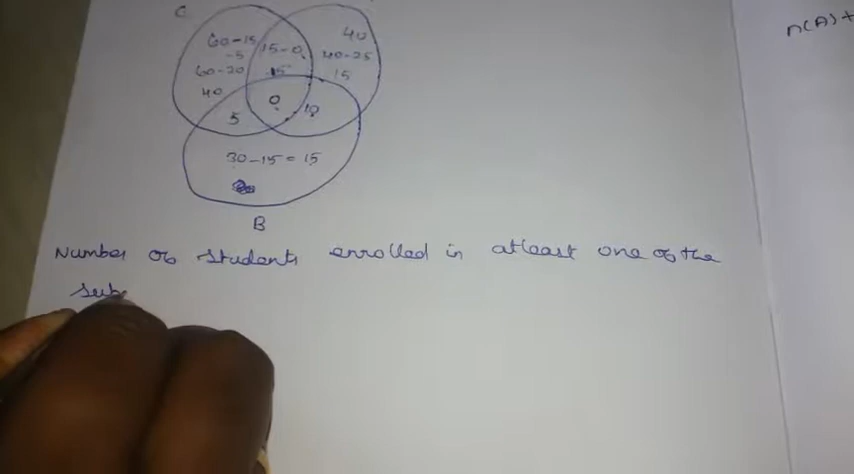 C
60-15
-5
60-20
40
15-0
15
40
40-25
15
0
5
10
30-15=15
B
Number of students enrolled in atleast one of the
sub
n(A)+